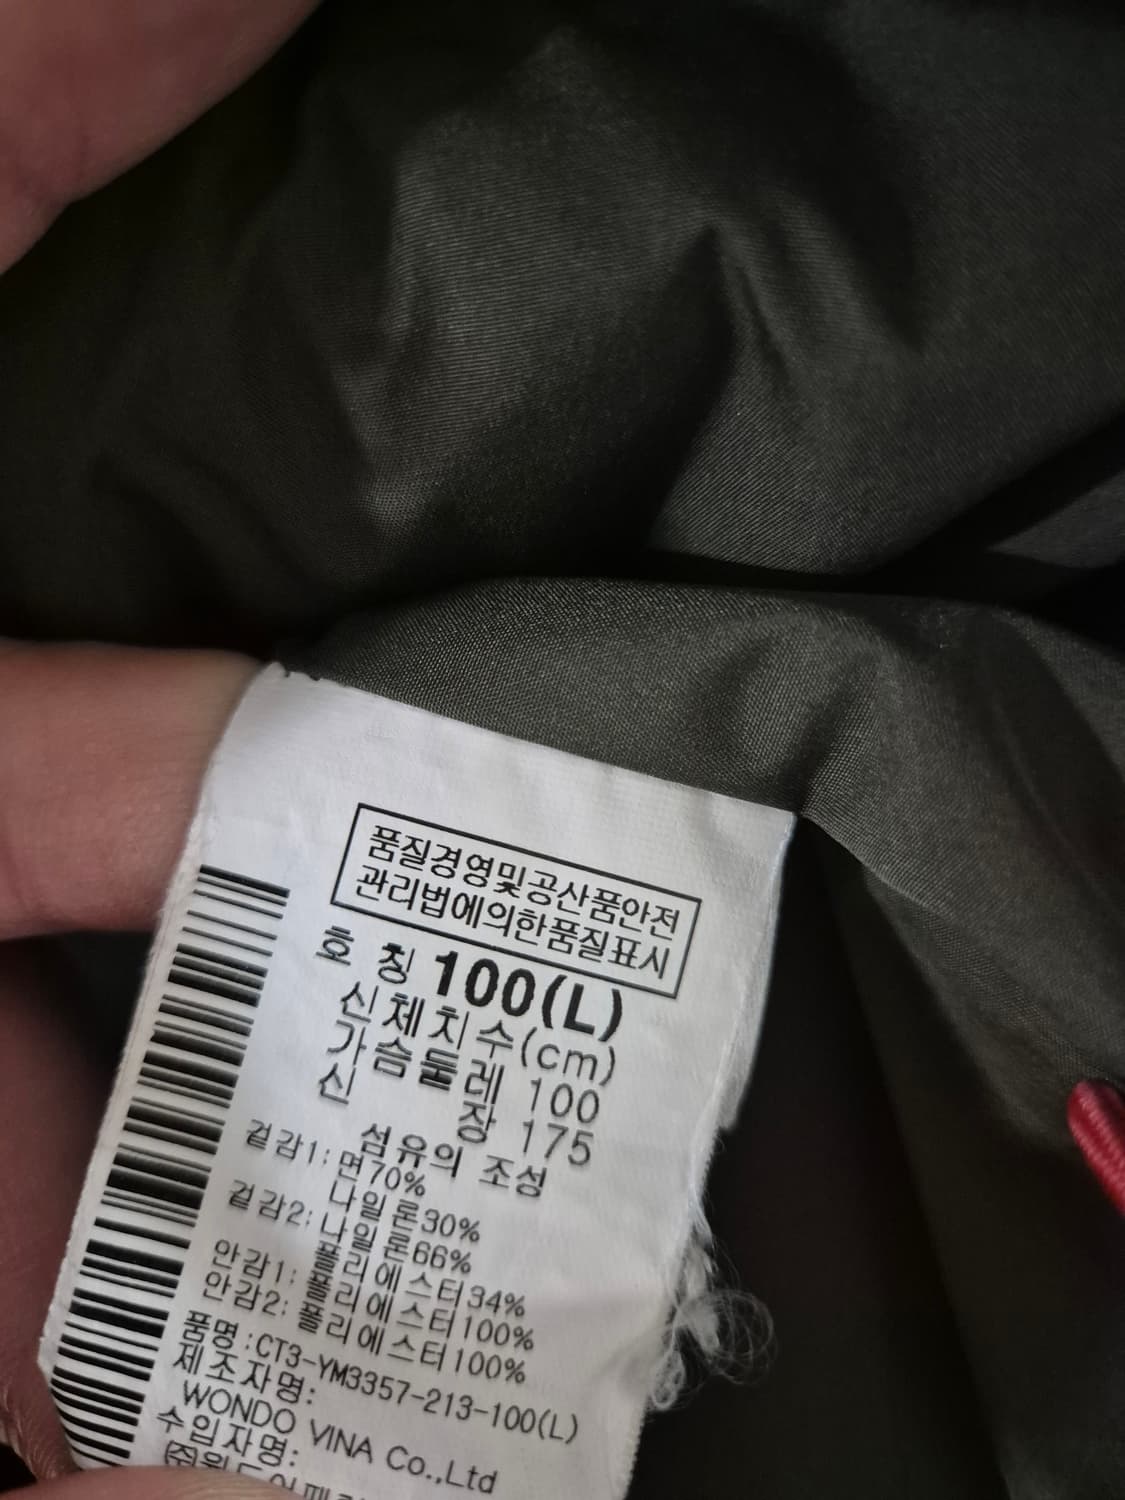 품질경영및공산품안전
관리법에의한품질표시
호 칭 100(L)
신체치수(cm)
가슴둘레 100
신 장 175
섬유의 조성
겉감1: 면70%
나일론30%
겉감2: 나일론66%
폴리에스터34%
안감1: 폴리에스터100%
안감2: 폴리에스터100%
품명:CT3-YM3357-213-100(L)
제조자명:
WONDO VINA Co.,Ltd
수입자명: